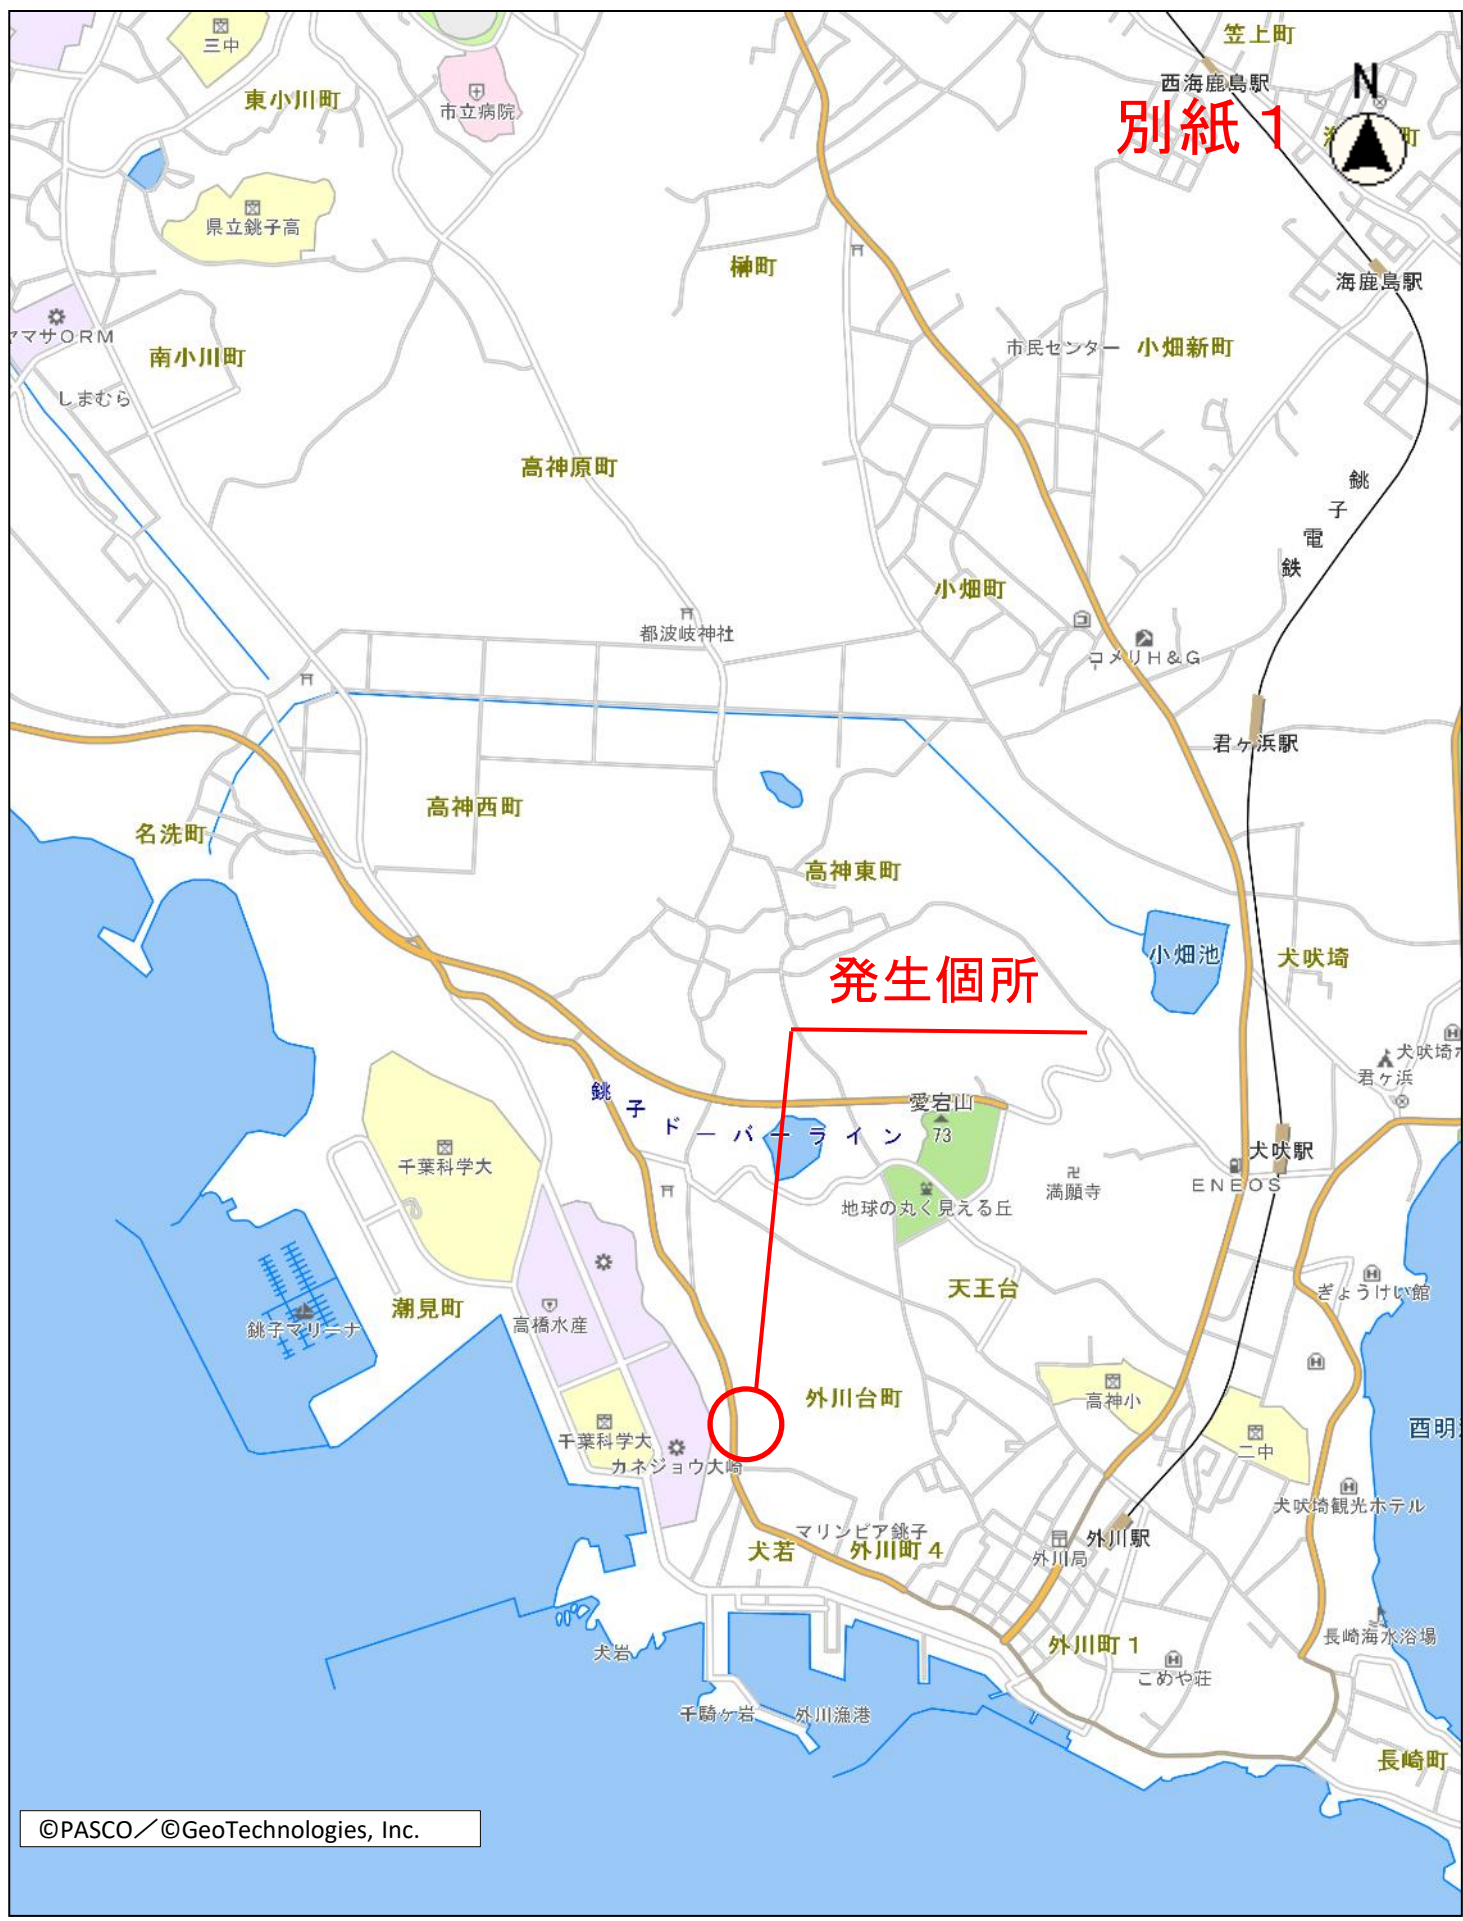 笠上町
三中
西海鹿島駅
N
東小川町
市立病院
別紙1
町
県立銚子高
榊町
海鹿島駅
ヤマサORM
市民センター
小畑新町
南小川町
しまむら
高神原町
銚子電鉄
小畑町
都波岐神社
コメリH&G
君ヶ浜駅
高神西町
名洗町
高神東町
小畑池
犬吠埼
発生個所
犬吠埼ホ
君ヶ浜
銚子ドーバーライン
愛宕山
73
千葉科学大
犬吠駅
満願寺
ENEOS
地球の丸く見える丘
天王台
ぎょうけい館
潮見町
高橋水産
銚子マリーナ
外川台町
高神小
酉明
千葉科学大
二中
カネジョウ大崎
犬吠埼観光ホテル
マリンピア銚子
犬若
外川町4
外川局
外川駅
長崎海水浴場
外川町1
犬岩
こめや荘
千騎ヶ岩
外川漁港
長崎町
©PASCO／©GeoTechnologies, Inc.